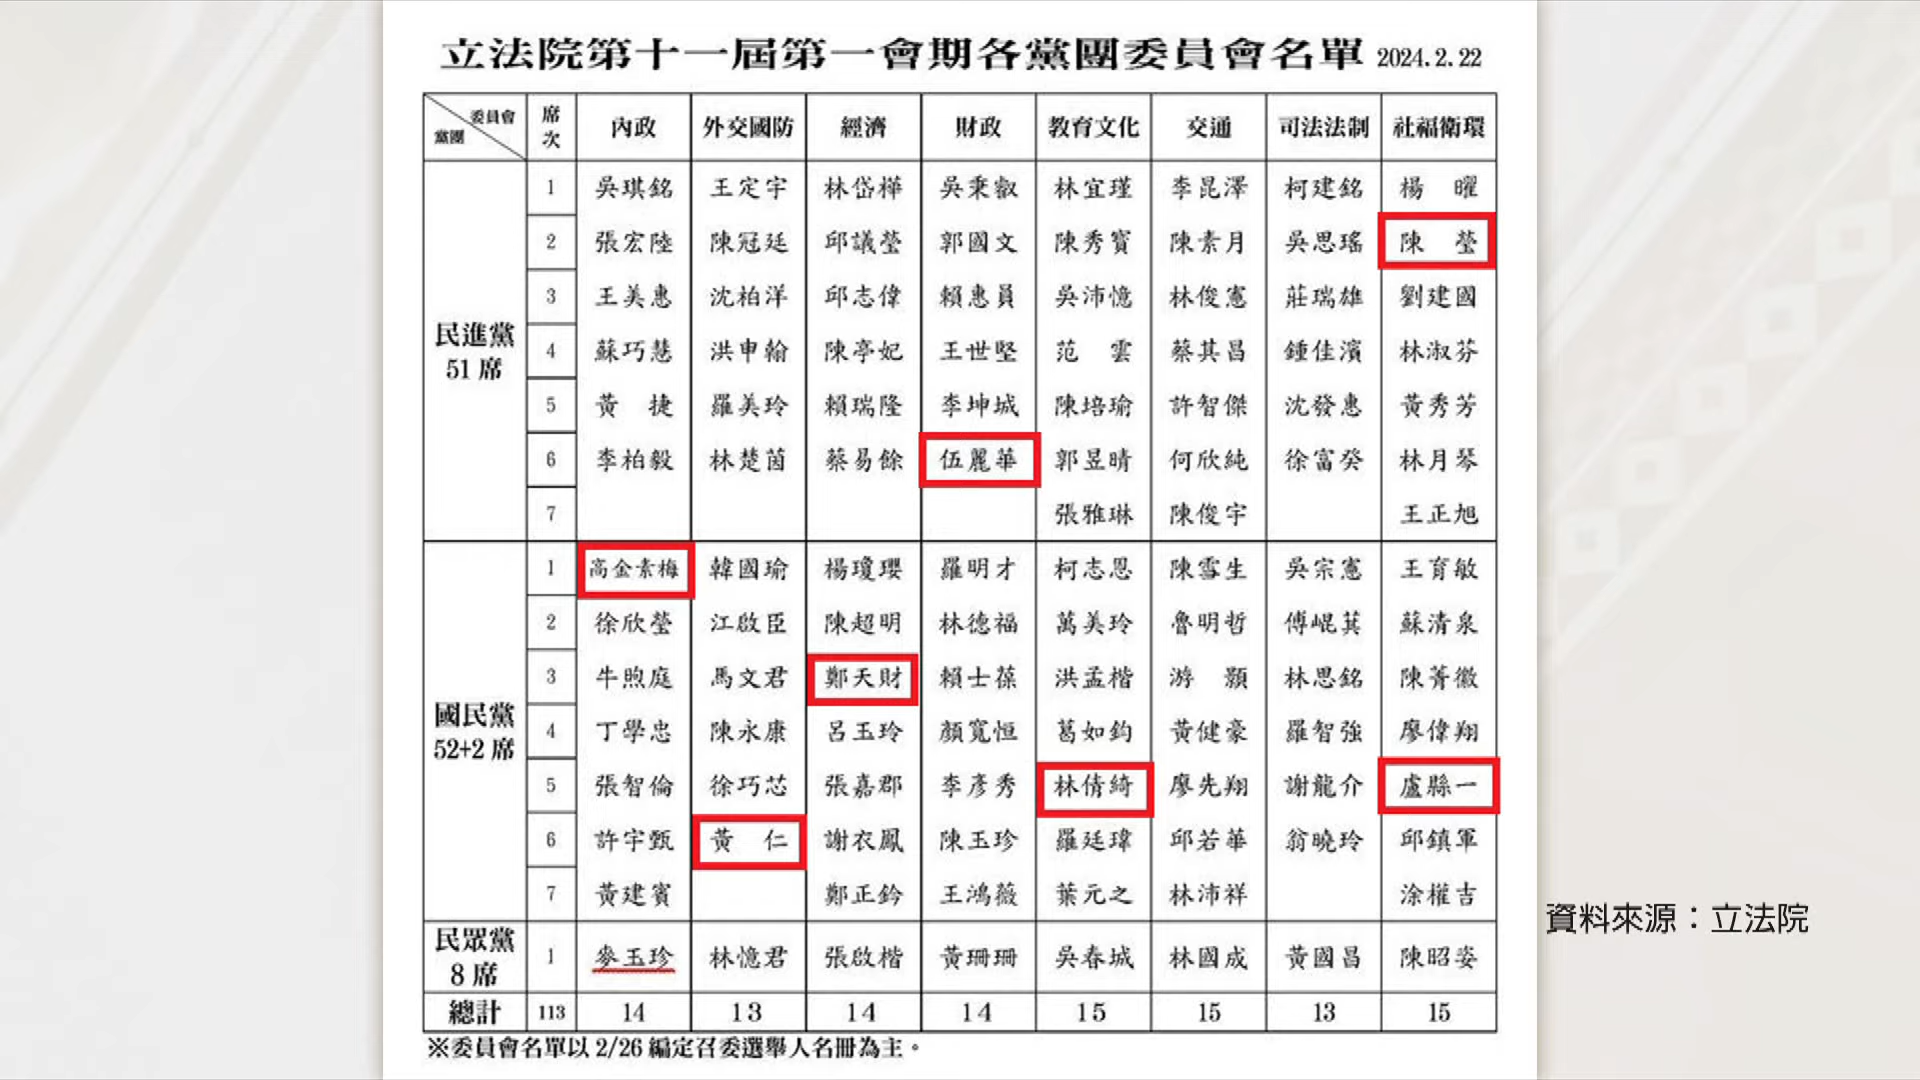 立法院第十一屆第一會期各黨團委員會名單 2024.2.22
委員會 黨團 席次 內政 外交國防 經濟 財政 教育文化 交通 司法法制 社福衛環
民進黨 51 席
1 吳琪銘 王定宇 林岱樺 吳秉叡 林宜瑾 李昆澤 柯建銘 楊 曜
2 張宏陸 陳冠廷 邱議瑩 郭國文 陳秀寳 陳素月 吳思瑤 陳 瑩
3 王美惠 沈柏洋 邱志偉 賴惠員 吳沛憶 林俊憲 莊瑞雄 劉建國
4 蘇巧慧 洪申翰 陳亭妃 王世堅 范 雲 蔡其昌 鍾佳濱 林淑芬
5 黃 捷 羅美玲 賴瑞隆 李坤城 陳培瑜 許智傑 沈發惠 黃秀芳
6 李柏毅 林楚茵 蔡易餘 伍麗華 郭昱晴 何欣純 徐富癸 林月琴
7 張雅琳 陳俊宇 王正旭
國民黨 52+2 席
1 高金素梅 韓國瑜 楊瓊瓔 羅明才 柯志恩 陳雪生 吳宗憲 王育敏
2 徐欣瑩 江啟臣 陳超明 林德福 萬美玲 魯明哲 傅崐萁 蘇清泉
3 牛煦庭 馬文君 鄭天財 賴士葆 洪孟楷 游 顥 林思銘 陳菁徽
4 丁學忠 陳永康 呂玉玲 顏寬恒 葛如鈞 黃健豪 羅智強 廖偉翔
5 張智倫 徐巧芯 張嘉郡 李彥秀 林倩綺 廖先翔 謝龍介 盧縣一
6 許宇甄 黃 仁 謝衣鳳 陳玉珍 羅廷瑋 邱若華 翁曉玲 邱鎮軍
7 黃建賓 鄭正鈐 王鴻薇 葉元之 林沛祥 涂權吉
民眾黨 8 席
1 麥玉珍 林憶君 張啟楷 黃珊珊 吳春城 林國成 黃國昌 陳昭姿
總計 113 14 13 14 14 15 15 13 15
※委員會名單以 2/26 編定召委選舉人名冊為主。
資料來源：立法院